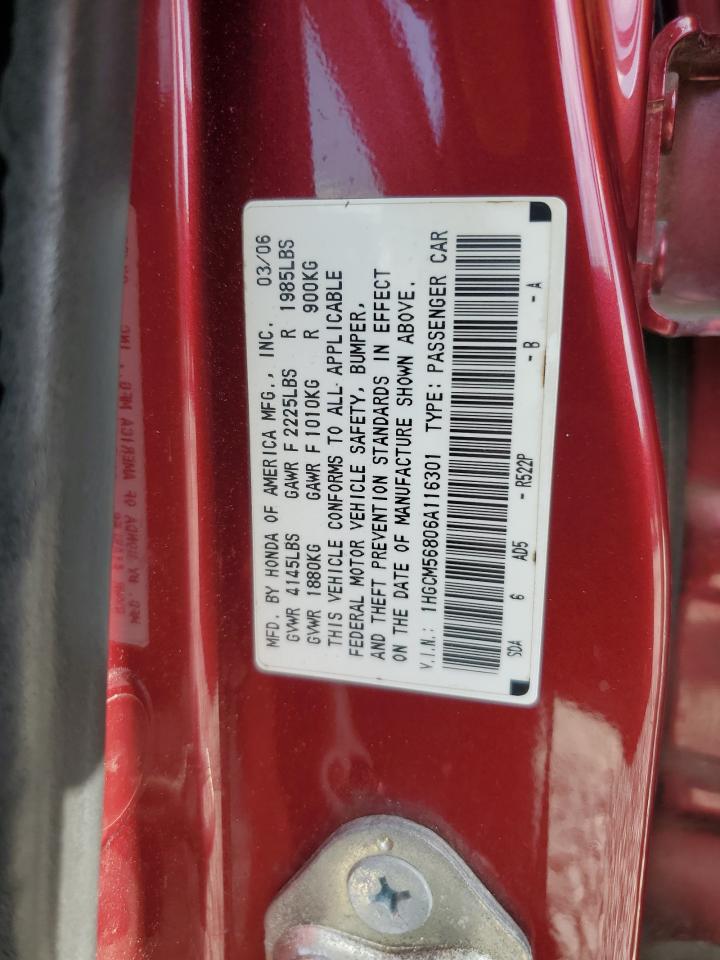 MFD. BY HONDA OF AMERICA MFG., INC. 03/06
GVWR 4145LBS GAWR F 2225LBS R 1985LBS
GVWR 1880KG GAWR F 1010KG R 900KG
THIS VEHICLE CONFORMS TO ALL APPLICABLE
FEDERAL MOTOR VEHICLE SAFETY, BUMPER,
AND THEFT PREVENTION STANDARDS IN EFFECT
ON THE DATE OF MANUFACTURE SHOWN ABOVE.
V.I.N.: 1HGCM56806A116301 TYPE: PASSENGER CAR
SDA 6 AD5 - R522P - B - A